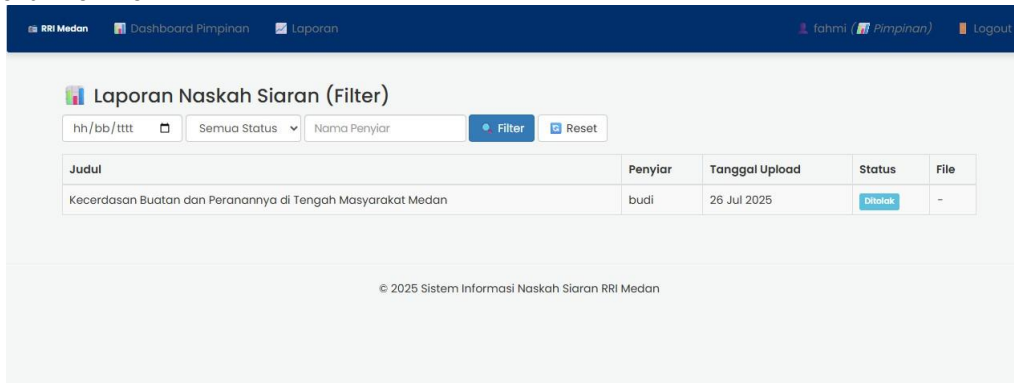 RRI Medan Dashboard Pimpinan Laporan fahmi (Pimpinan) Logout
Laporan Naskah Siaran (Filter)
hh/bb/tttt Semua Status Nama Penyiar Filter Reset
Judul Penyiar Tanggal Upload Status File
Kecerdasan Buatan dan Peranannya di Tengah Masyarakat Medan budi 26 Jul 2025 Ditolak -
© 2025 Sistem Informasi Naskah Siaran RRI Medan